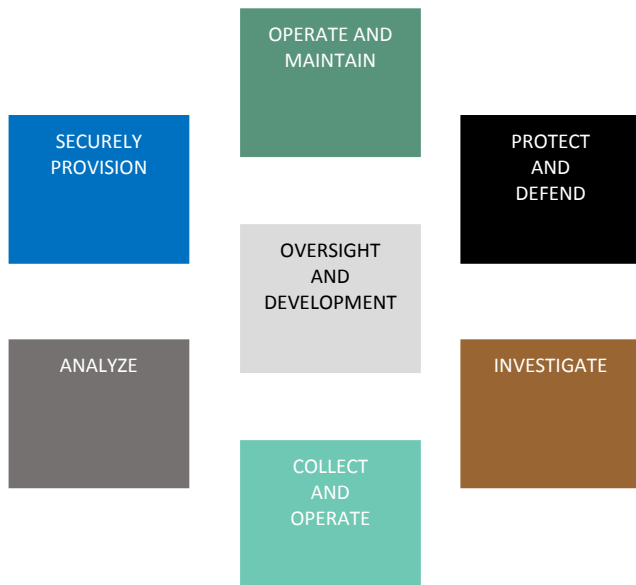 OPERATE AND
MAINTAIN
SECURELY
PROVISION
PROTECT
AND
DEFEND
OVERSIGHT
AND
DEVELOPMENT
ANALYZE
INVESTIGATE
COLLECT
AND
OPERATE